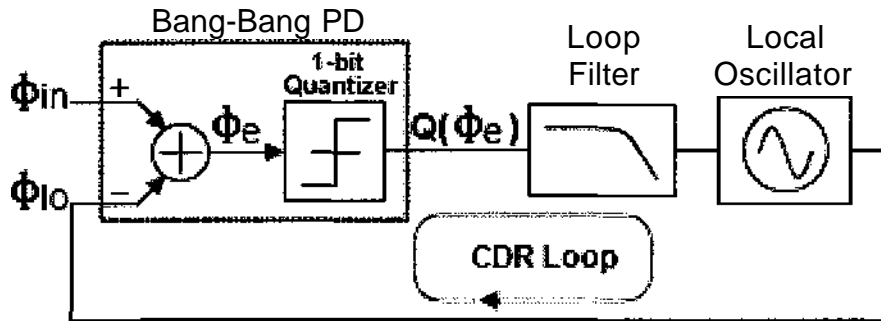 Bang-Bang PD
1-bit
Quantizer
Loop
Filter
Local
Oscillator
Φin
+
Φe
Q(Φe)
Φlo
−
CDR Loop